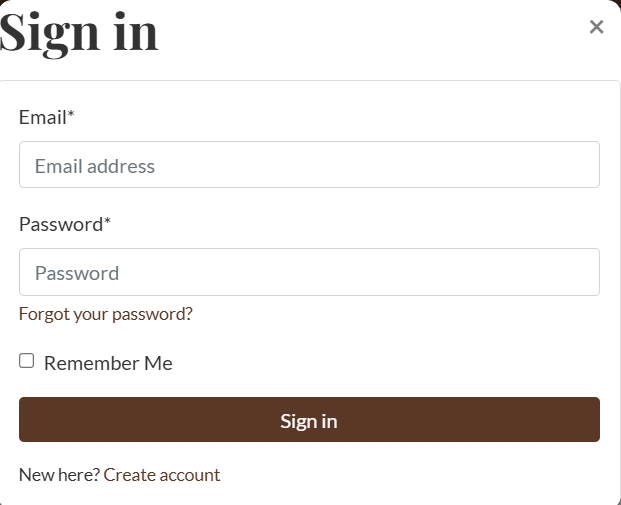 Sign in
×
Email*
Email address
Password*
Password
Forgot your password?
Remember Me
Sign in
New here? Create account